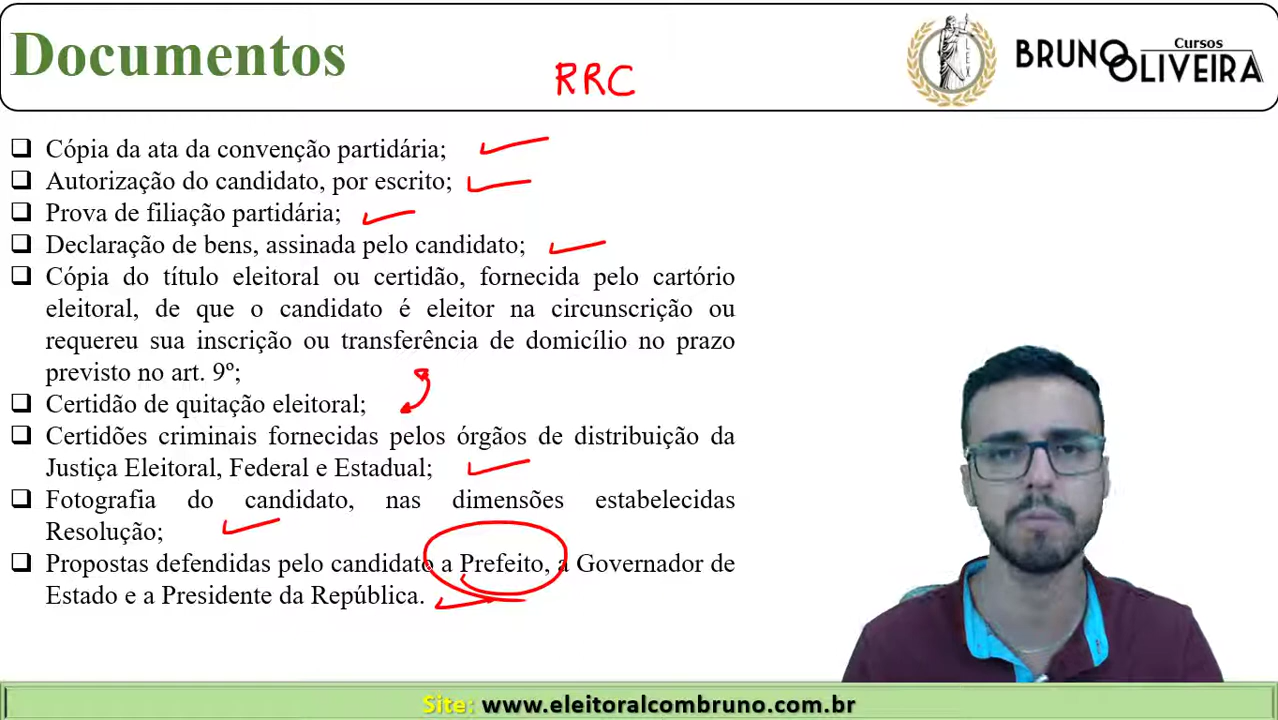 Documentos
RRC
Cursos
BRUNO
OLIVEIRA
LEX
Cópia da ata da convenção partidária;
Autorização do candidato, por escrito;
Prova de filiação partidária;
Declaração de bens, assinada pelo candidato;
Cópia do título eleitoral ou certidão, fornecida pelo cartório
eleitoral, de que o candidato é eleitor na circunscrição ou
requereu sua inscrição ou transferência de domicílio no prazo
previsto no art. 9º;
Certidão de quitação eleitoral;
Certidões criminais fornecidas pelos órgãos de distribuição da
Justiça Eleitoral, Federal e Estadual;
Fotografia do candidato, nas dimensões estabelecidas
Resolução;
Propostas defendidas pelo candidato a Prefeito, a Governador de
Estado e a Presidente da República.
Site: www.eleitoralcombruno.com.br